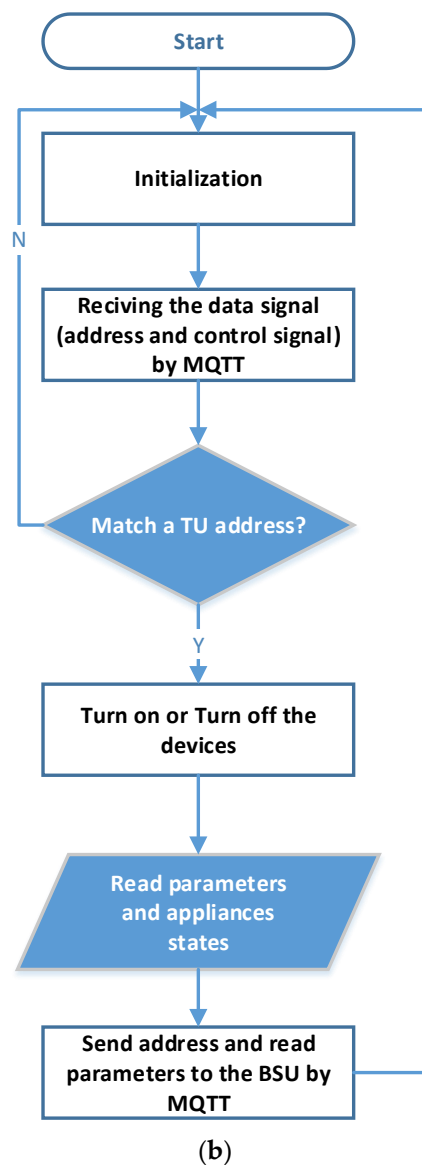 Start
Initialization
N
Reciving the data signal
(address and control signal)
by MQTT
Match a TU address?
Y
Turn on or Turn off the
devices
Read parameters
and appliances
states
Send address and read
parameters to the BSU by
MQTT
(b)